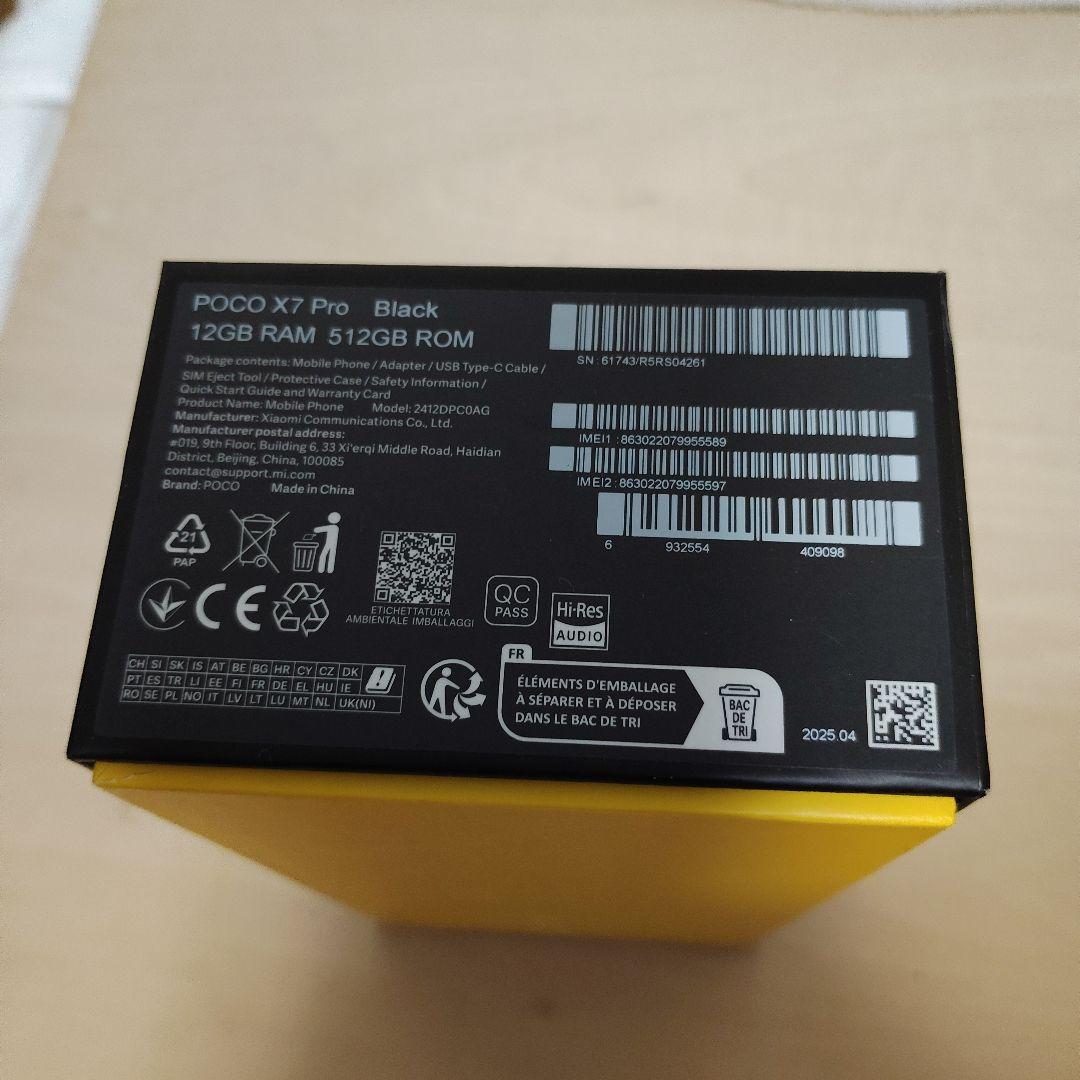 POCO X7 Pro Black
12GB RAM 512GB ROM
Package contents: Mobile Phone / Adapter / USB Type-C Cable /
SIM Eject Tool / Protective Case / Safety Information /
Quick Start Guide and Warranty Card
Product Name: Mobile Phone Model: 2412DPC0AG
Manufacturer: Xiaomi Communications Co., Ltd.
Manufacturer postal address:
#019, 9th Floor, Building 6, 33 Xi'erqi Middle Road, Haidian
District, Beijing, China, 100085
contact@support.mi.com
Brand: POCO Made in China
SN : 61743/R5RS04261
IMEI1 : 863022079955589
IMEI2 : 863022079955597
6 932554 409098
21
PAP
CE
ETICHETTATURA
AMBIENTALE IMBALLAGGI
QC
PASS
Hi-Res
AUDIO
CH SI SK IS AT BE BG HR CY CZ DK
PT ES TR LI EE FI FR DE EL HU IE
RO SE PL NO IT LV LT LU MT NL UK(NI)
FR
ÉLÉMENTS D'EMBALLAGE
À SÉPARER ET À DÉPOSER
DANS LE BAC DE TRI
BAC
DE
TRI
2025.04